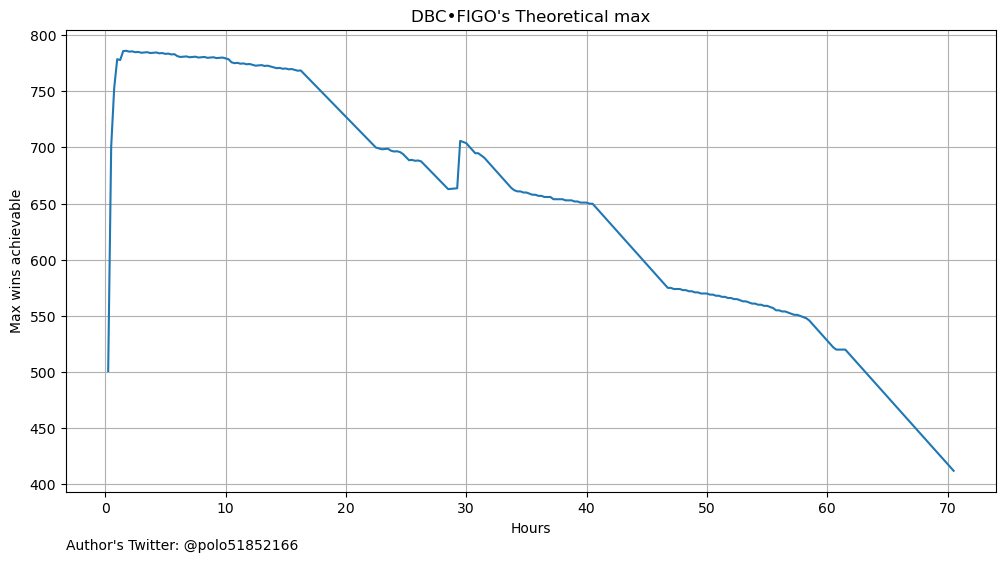 DBC•FIGO's Theoretical max
Max wins achievable
800
750
700
650
600
550
500
450
400
0 10 20 30 40 50 60 70
Hours
Author's Twitter: @polo51852166